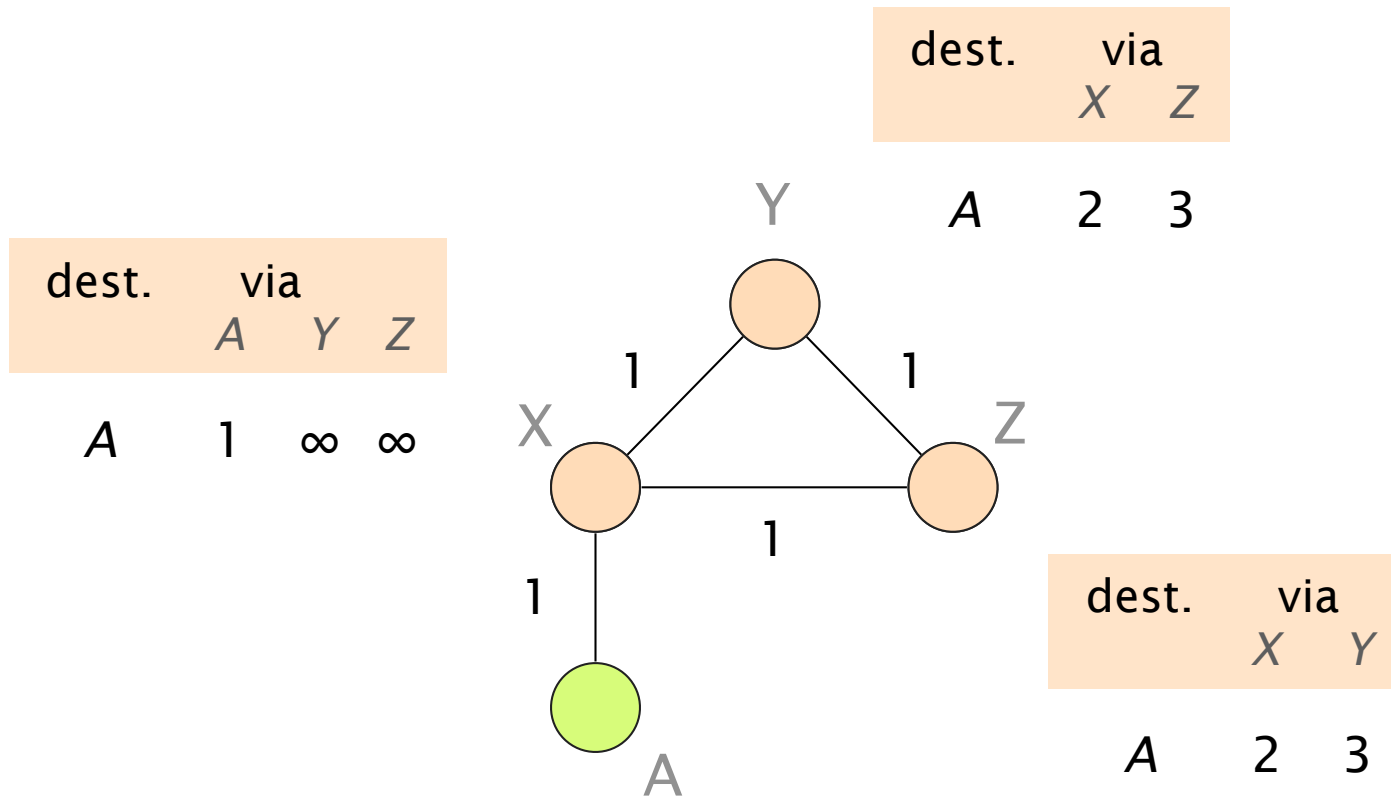 dest. via
X Z
A 2 3
Y
dest. via
A Y Z
A 1 ∞ ∞
1 1
X Z
1
1
dest. via
X Y
A 2 3
A